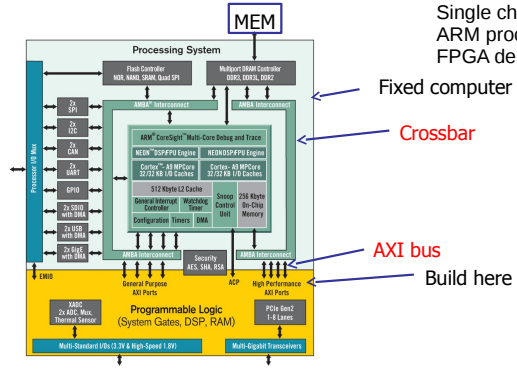 MEM
Single ch
ARM proc
FPGA de
Processing System
Flash Controller
NOR, NAND, SRAM, Quad SPI
Multiport DRAM Controller
DDR3, DDR3L, DDR2
Fixed computer
Processor I/O Mux
2x
SPI
2x
I2C
2x
CAN
2x
UART
GPIO
2x SDIO
with DMA
2x USB
with DMA
2x GigE
with DMA
EMIO
AMBA® Interconnect
AMBA Interconnect
ARM® CoreSight™ Multi-Core Debug and Trace
NEON™ DSP/FPU Engine
NEON DSP/FPU Engine
Cortex™- A9 MPCore
32/32 KB I/D Caches
Cortex- A9 MPCore
32/32 KB I/D Caches
512 Kbyte L2 Cache
General Interrupt
Controller
Watchdog
Timer
Configuration
Timers
DMA
Snoop
Control
Unit
256 Kbyte
On-Chip
Memory
Crossbar
AMBA Interconnect
Security
AES, SHA, RSA
AMBA Interconnect
AXI bus
General Purpose
AXI Ports
ACP
High Performance
AXI Ports
Build here
XADC
2x ADC, Mux,
Thermal Sensor
Programmable Logic
(System Gates, DSP, RAM)
PCIe Gen2
1-8 Lanes
Multi-Standard I/Os (3.3V & High-Speed 1.8V)
Multi-Gigabit Transceivers